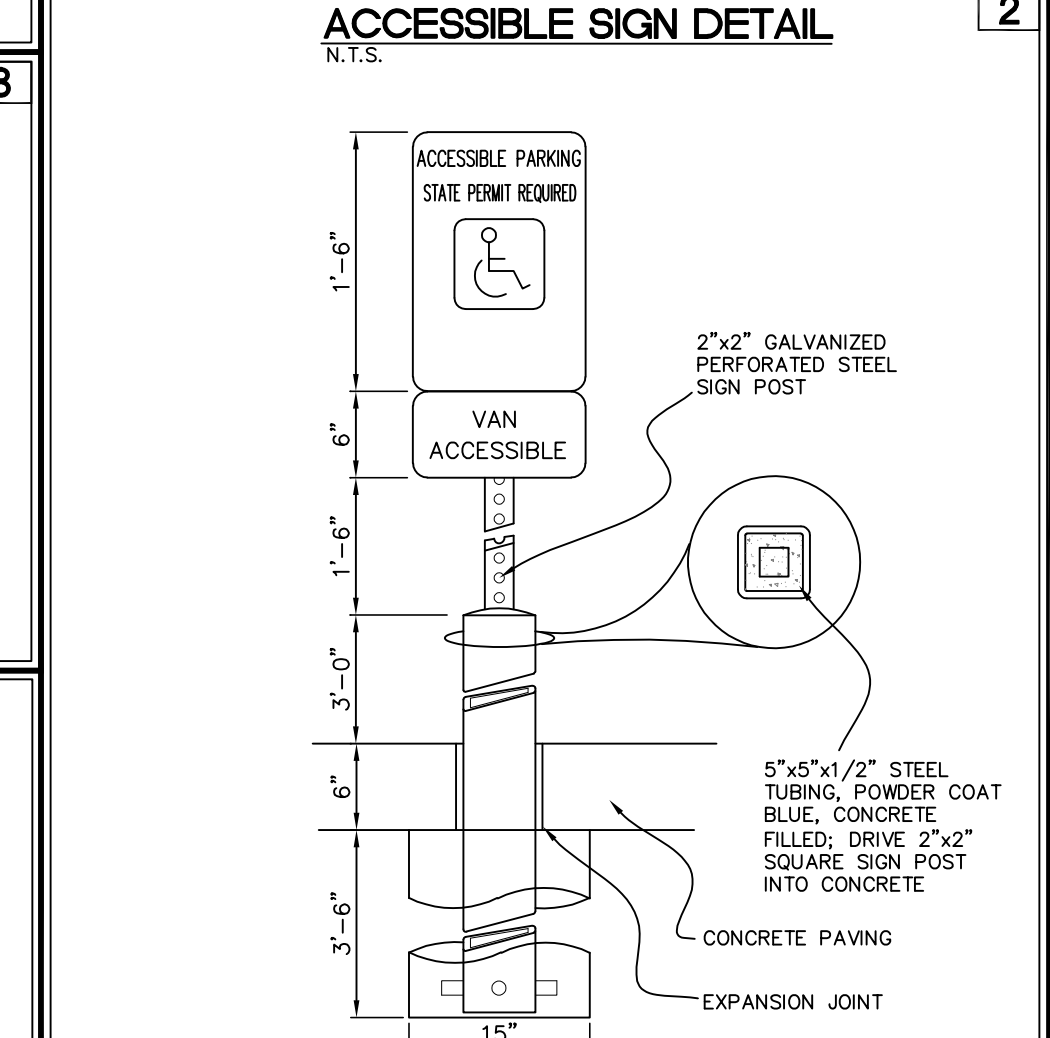 ACCESSIBLE SIGN DETAIL
2
N.T.S.
ACCESSIBLE PARKING
STATE PERMIT REQUIRED
1'-6"
VAN
ACCESSIBLE
6"
2"x2" GALVANIZED
PERFORATED STEEL
SIGN POST
1'-6"
3'-0"
6"
5"x5"x1/2" STEEL
TUBING, POWDER COAT
BLUE, CONCRETE
FILLED; DRIVE 2"x2"
SQUARE SIGN POST
INTO CONCRETE
3'-6"
CONCRETE PAVING
EXPANSION JOINT
15"